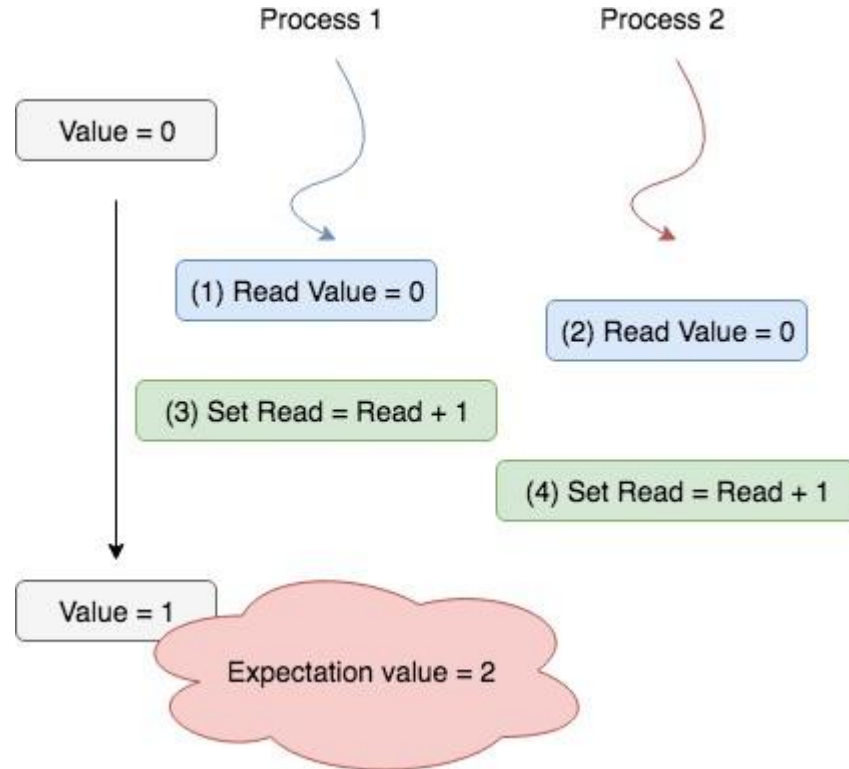 Process 1
Process 2
Value = 0
(1) Read Value = 0
(2) Read Value = 0
(3) Set Read = Read + 1
(4) Set Read = Read + 1
Value = 1
Expectation value = 2